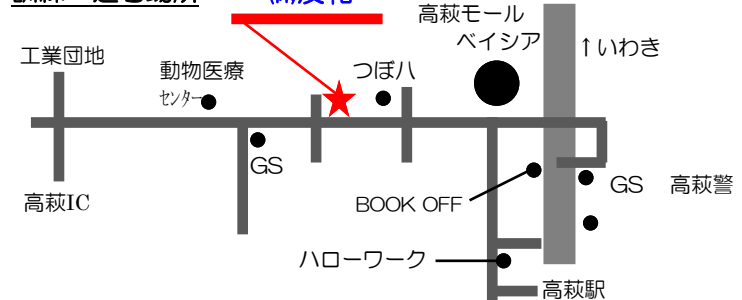 高萩モール
ベイシア
↑いわき
工業団地
動物医療
センター
つぼ八
GS
高萩IC
BOOK OFF
GS
高萩警
ハローワーク
高萩駅